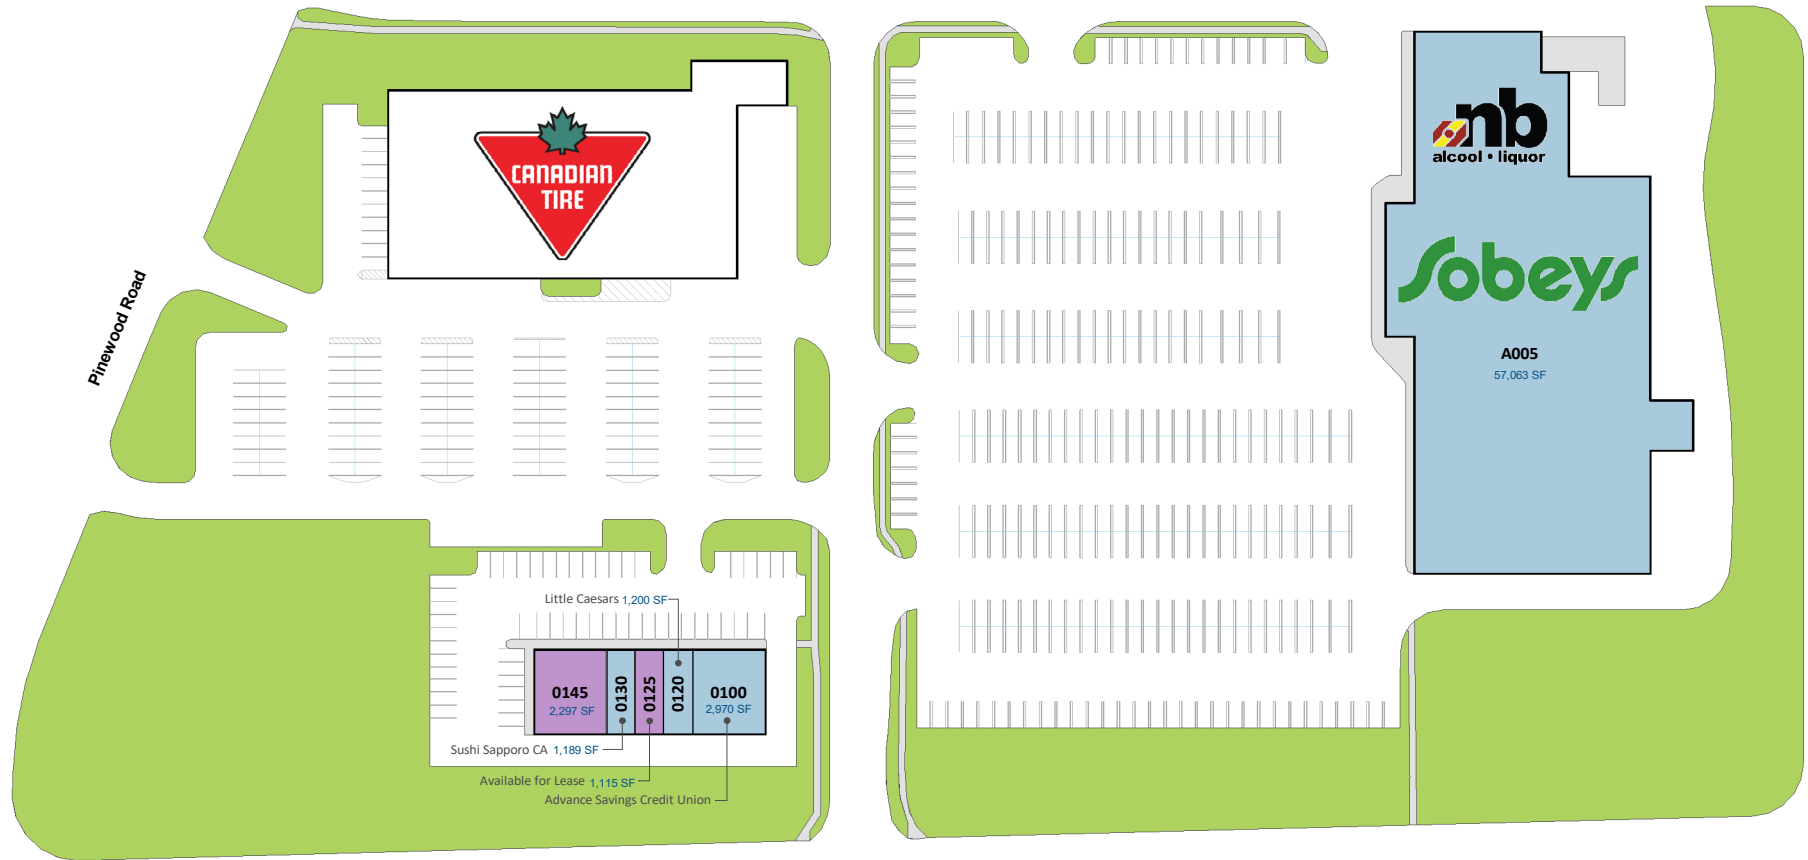 CANADIAN
TIRE
nb
alcool • liquor
Sobeys
A005
57,063 SF
Pinewood Road
Little Caesars 1,200 SF
0145
2,297 SF
0130
0125
0120
0100
2,970 SF
Sushi Sapporo CA 1,189 SF
Available for Lease 1,115 SF
Advance Savings Credit Union